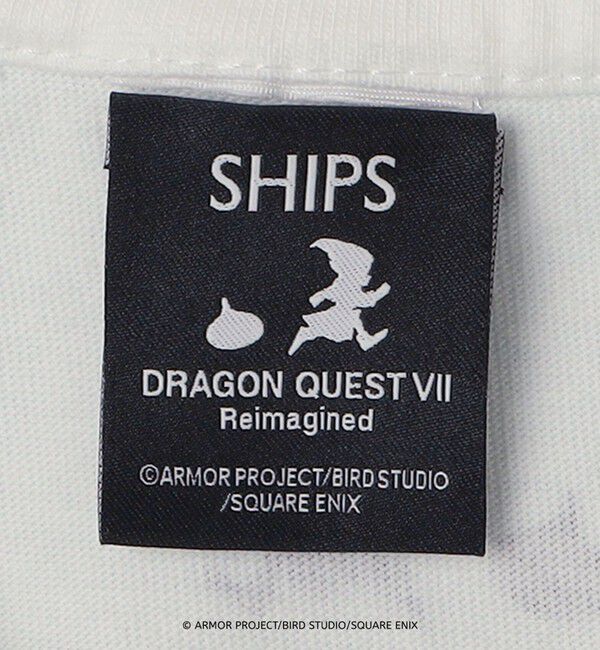 SHIPS
DRAGON QUEST VII
Reimagined
©ARMOR PROJECT/BIRD STUDIO
/SQUARE ENIX
© ARMOR PROJECT/BIRD STUDIO/SQUARE ENIX